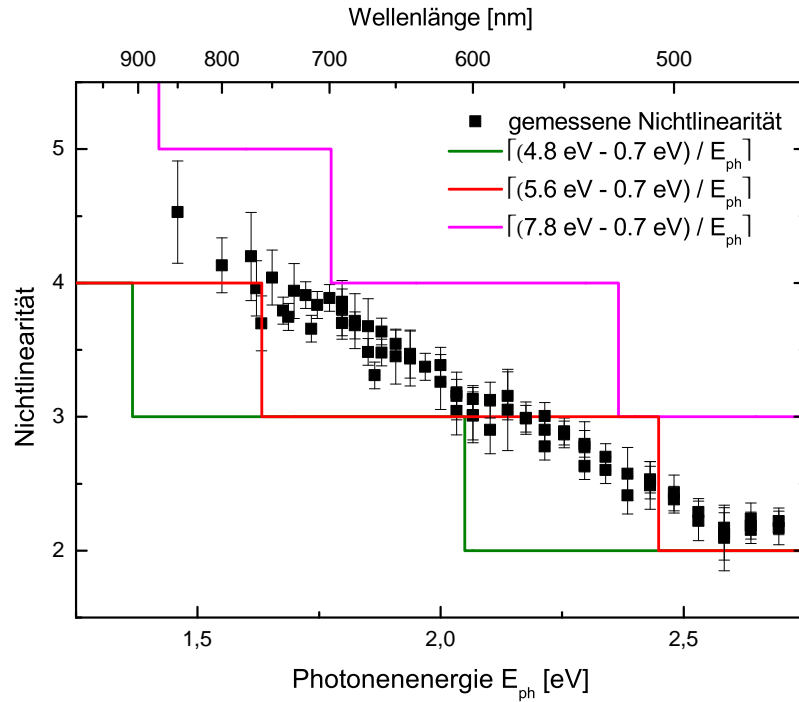 Wellenlänge [nm]
900 800 700 600 500
gemessene Nichtlinearität
⌈(4.8 eV - 0.7 eV) / E_ph⌉
⌈(5.6 eV - 0.7 eV) / E_ph⌉
⌈(7.8 eV - 0.7 eV) / E_ph⌉
Nichtlinearität
5
4
3
2
1,5 2,0 2,5
Photonenenergie E_ph [eV]